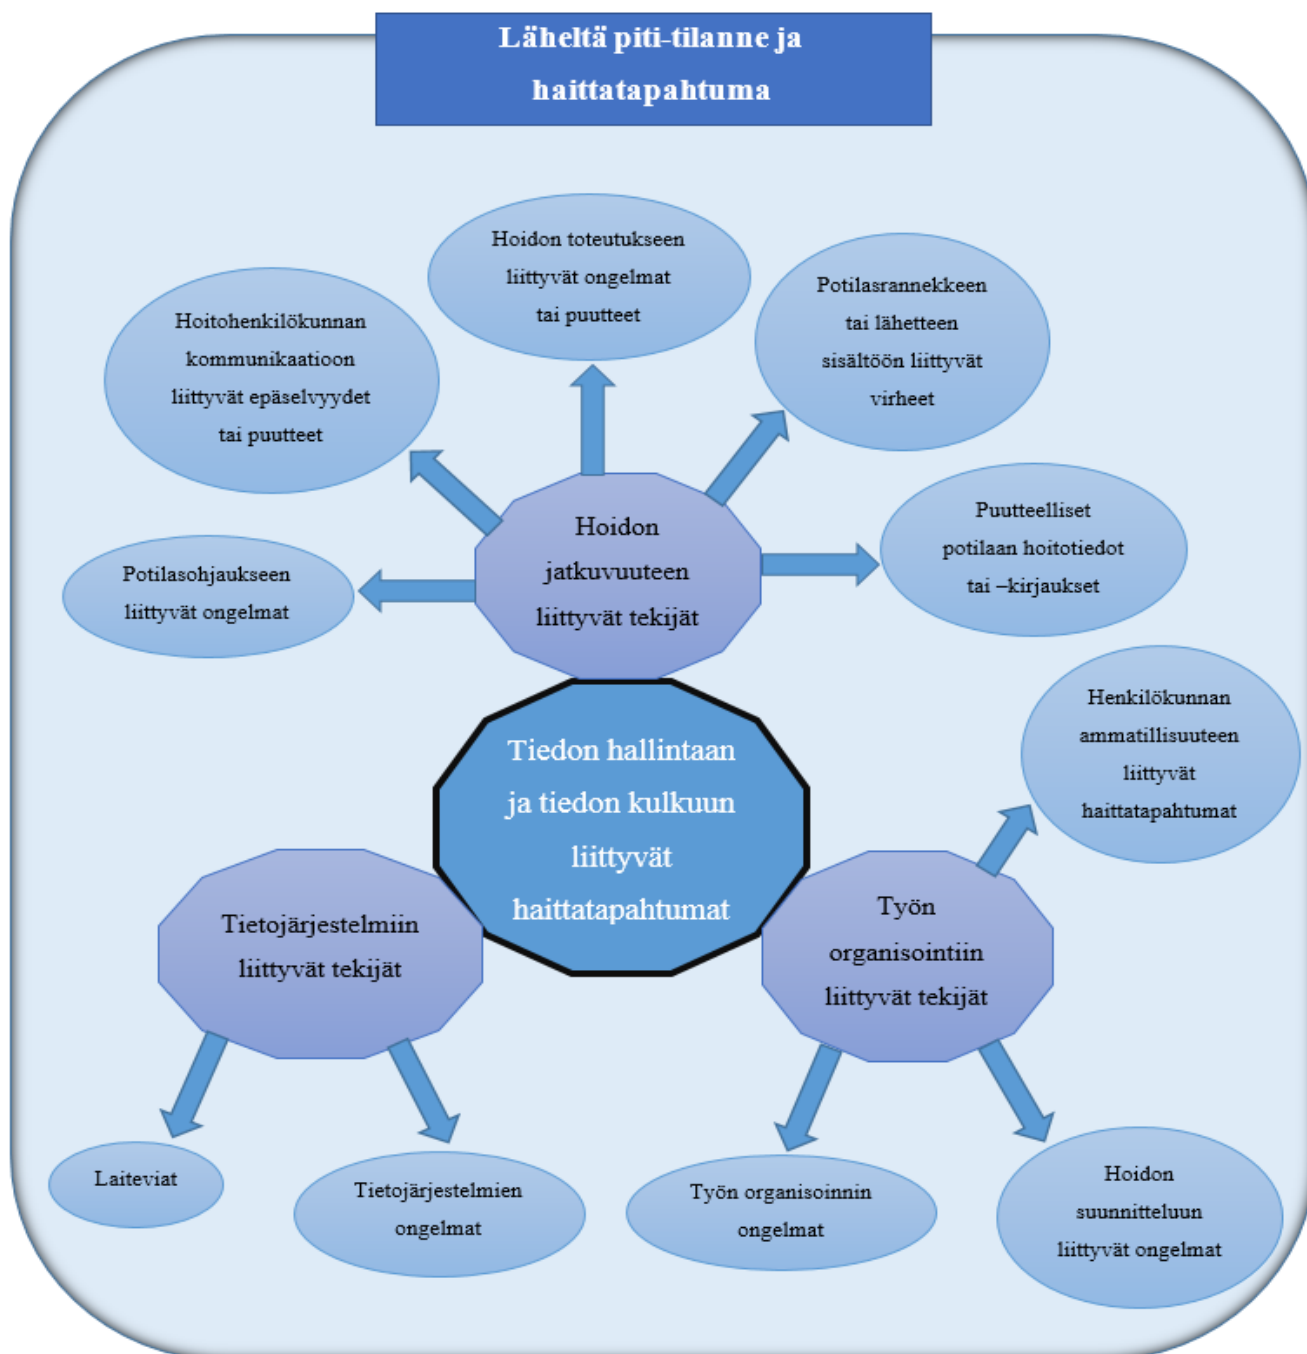 Läheltä piti-tilanne ja
haittatapahtuma
Hoidon toteutukseen
liittyvät ongelmat
tai puutteet
Potilasrannekkeen
tai lähetteen
sisältöön liittyvät
virheet
Hoitohenkilökunnan
kommunikaatioon
liittyvät epäselvyydet
tai puutteet
Puutteelliset
potilaan hoitotiedot
tai –kirjaukset
Hoidon
jatkuvuuteen
liittyvät tekijät
Potilasohjaukseen
liittyvät ongelmat
Henkilökunnan
ammatillisuuteen
liittyvät
haittatapahtumat
Tiedon hallintaan
ja tiedon kulkuun
liittyvät
haittatapahtumat
Tietojärjestelmiin
liittyvät tekijät
Työn
organisointiin
liittyvät tekijät
Laiteviat
Tietojärjestelmien
ongelmat
Työn organisoinnin
ongelmat
Hoidon
suunnitteluun
liittyvät ongelmat